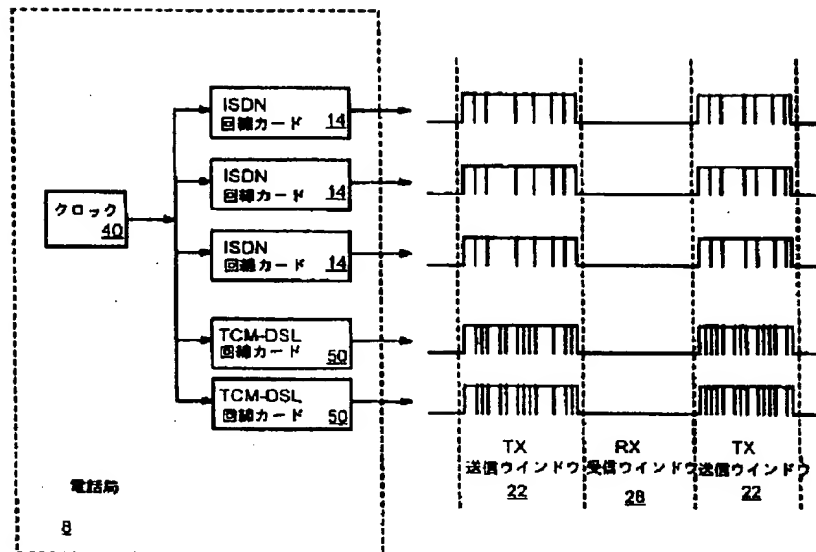 ISDN
回線カード 14
ISDN
回線カード 14
クロック
40
ISDN
回線カード 14
TCM-DSL
回線カード 50
TCM-DSL
回線カード 50
TX
送信ウインドウ
22
RX
受信ウインドウ
28
TX
送信ウインドウ
22
電話局
8